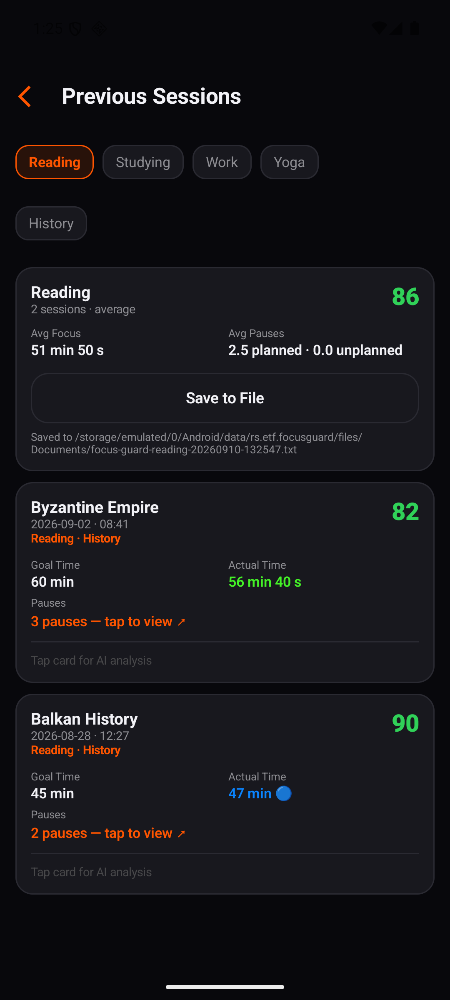 1:25
Previous Sessions
Reading
Studying
Work
Yoga
History
Reading
86
2 sessions · average
Avg Focus
Avg Pauses
51 min 50 s
2.5 planned · 0.0 unplanned
Save to File
Saved to /storage/emulated/0/Android/data/rs.etf.focusguard/files/
Documents/focus-guard-reading-20260910-132547.txt
Byzantine Empire
82
2026-09-02 · 08:41
Reading · History
Goal Time
Actual Time
60 min
56 min 40 s
Pauses
3 pauses — tap to view ↗
Tap card for AI analysis
Balkan History
90
2026-08-28 · 12:27
Reading · History
Goal Time
Actual Time
45 min
47 min 🔵
Pauses
2 pauses — tap to view ↗
Tap card for AI analysis